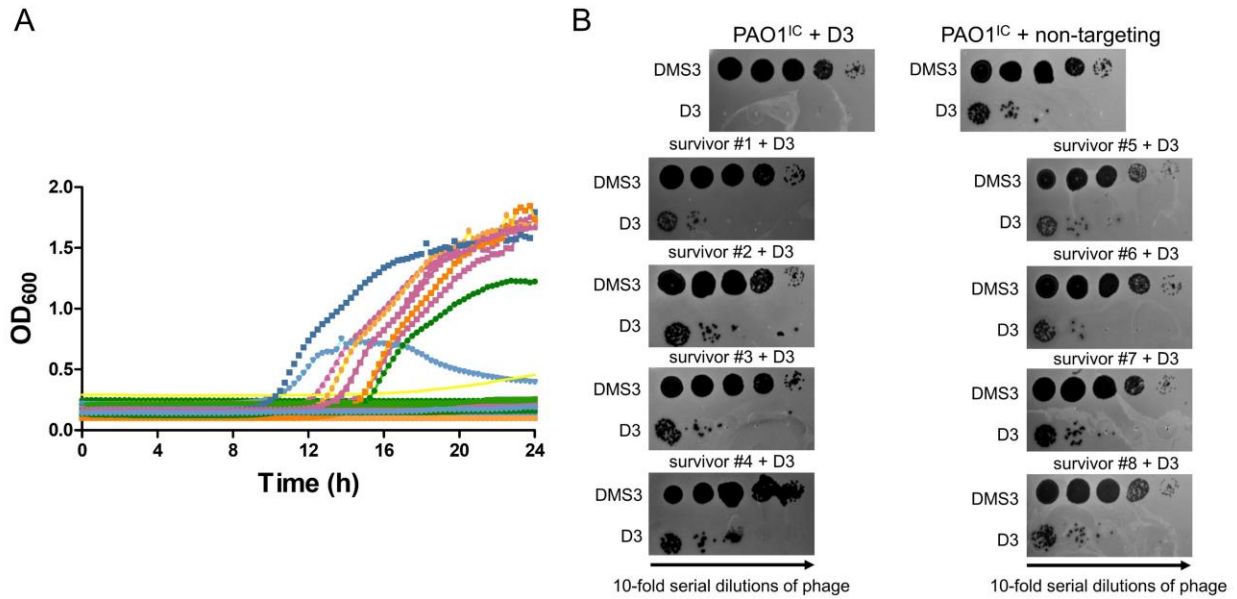 A
OD600
2.0
1.5
1.0
0.5
0.0
0
4
8
12
16
20
24
Time (h)
B
PAO1IC + D3
DMS3
D3
PAO1IC + non-targeting
DMS3
D3
survivor #1 + D3
DMS3
D3
survivor #2 + D3
DMS3
D3
survivor #3 + D3
DMS3
D3
survivor #4 + D3
DMS3
D3
10-fold serial dilutions of phage
survivor #5 + D3
DMS3
D3
survivor #6 + D3
DMS3
D3
survivor #7 + D3
DMS3
D3
survivor #8 + D3
DMS3
D3
10-fold serial dilutions of phage